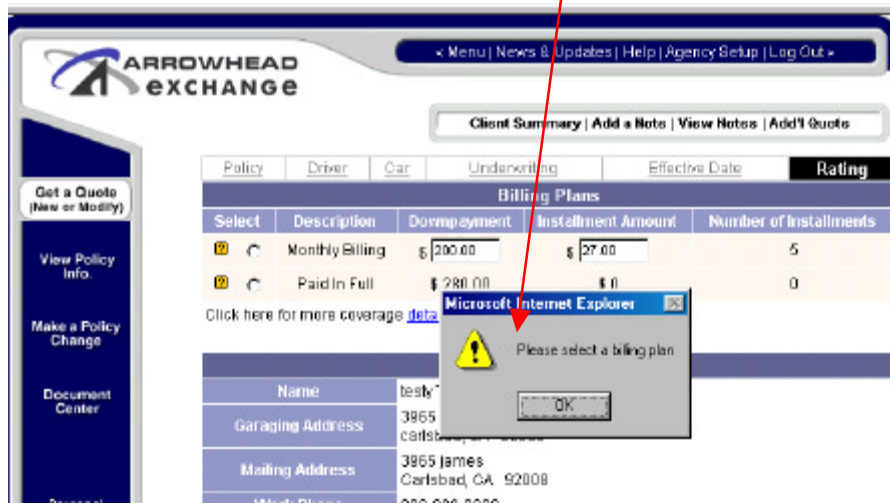 ARROWHEAD
exchange
< Menu | News & Updates | Help | Agency Setup | Log Out >
Client Summary | Add a Note | View Notes | Add'l Quote
Policy Driver Car Underwriting Effective Date Rating
Get a Quote
(New or Modify)
View Policy
Info.
Make a Policy
Change
Document
Center
Billing Plans
Select Description Downpayment Installment Amount Number of Installments
? Monthly Billing $ 200.00 $ 27.00 5
? Paid In Full $ 280.00 $ 0 0
Click here for more coverage
Microsoft Internet Explorer
Please select a billing plan
OK
Name testy
Garaging Address 3965
Mailing Address 3965 james
Carlsbad, CA 92008